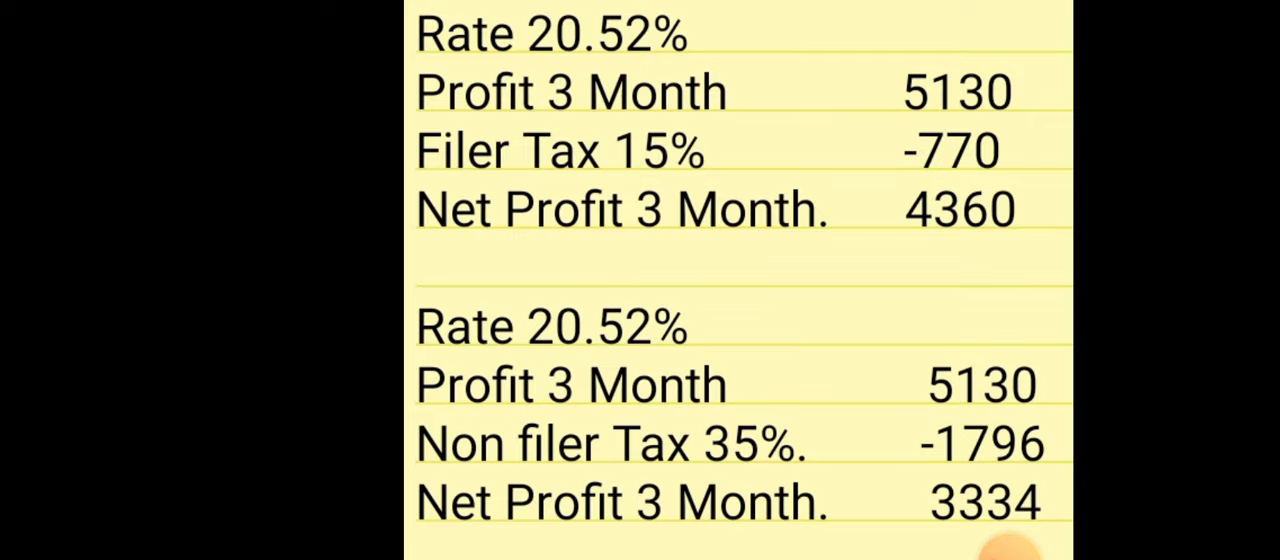 Rate 20.52%
Profit 3 Month 5130
Filer Tax 15% -770
Net Profit 3 Month. 4360
Rate 20.52%
Profit 3 Month 5130
Non filer Tax 35%. -1796
Net Profit 3 Month. 3334